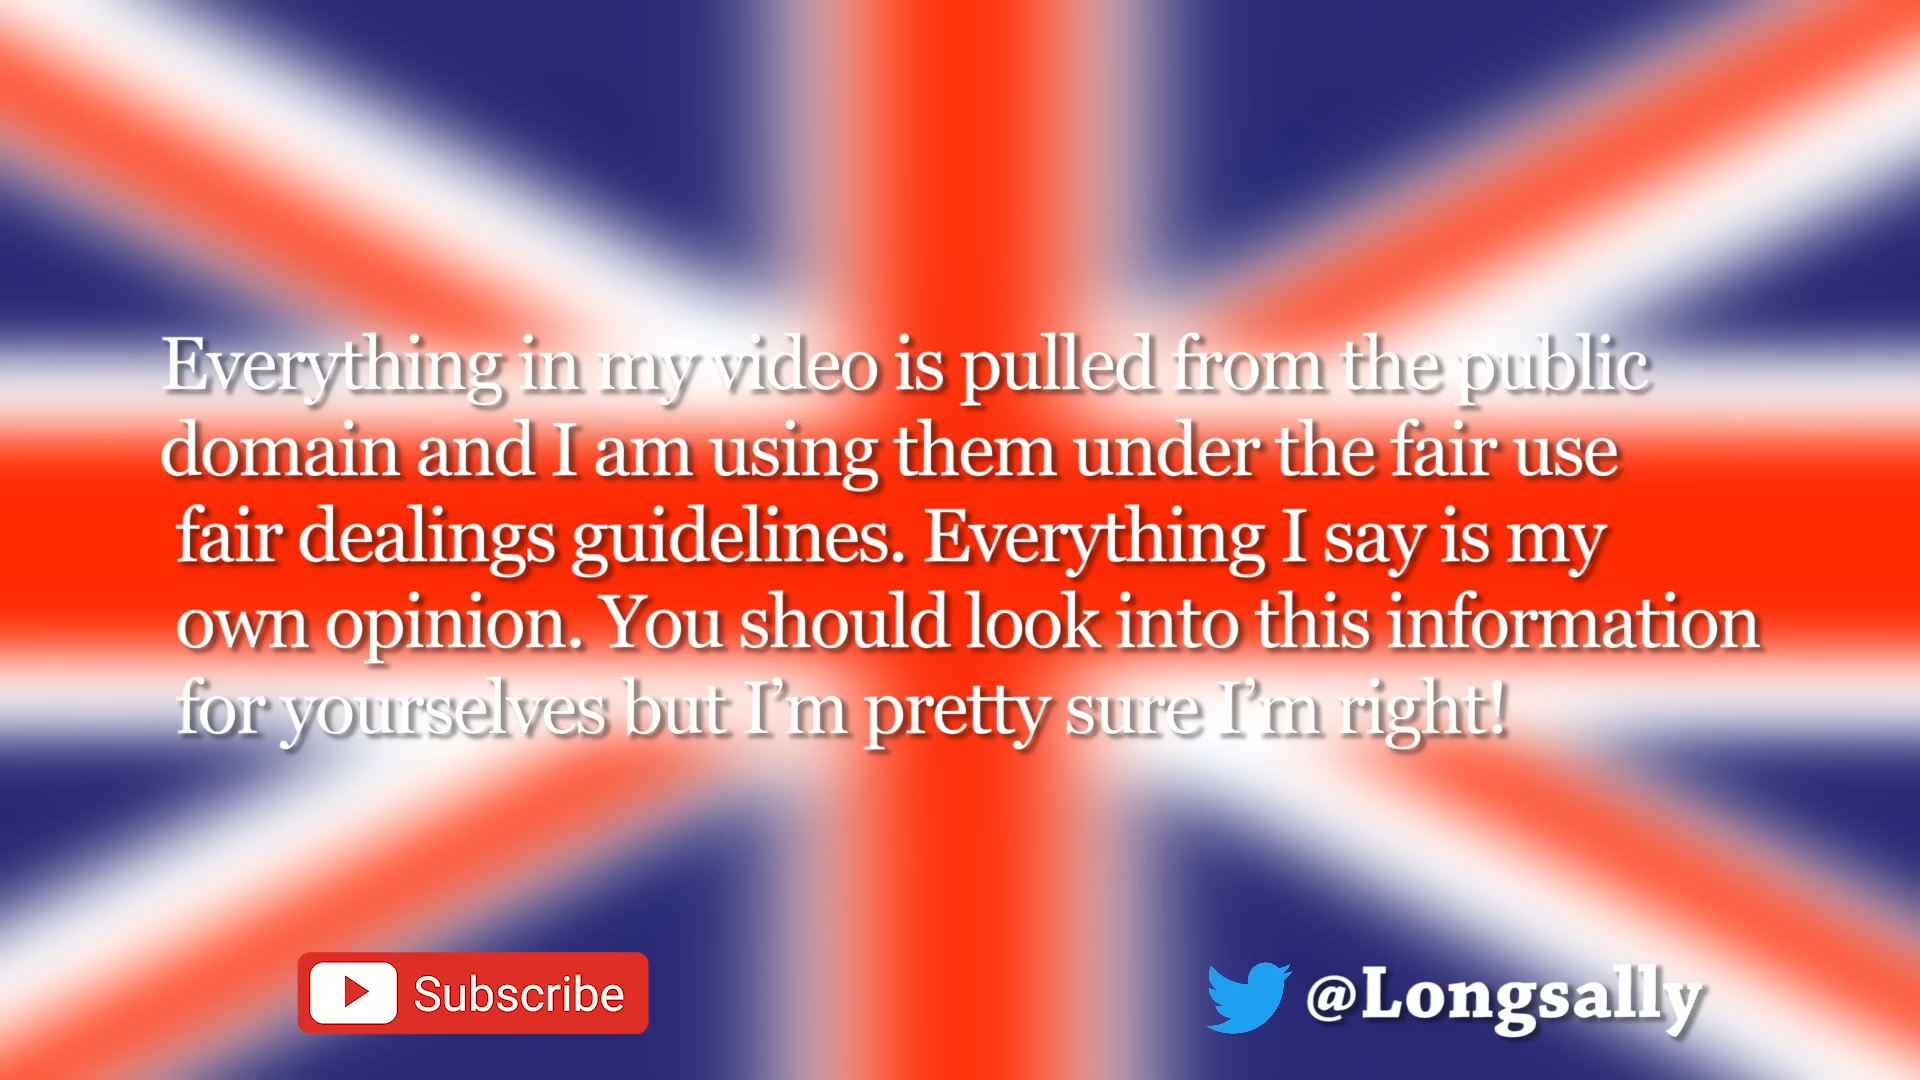 Everything in my video is pulled from the public
domain and I am using them under the fair use
fair dealings guidelines. Everything I say is my
own opinion. You should look into this information
for yourselves but I’m pretty sure I’m right!
Subscribe
@Longsally